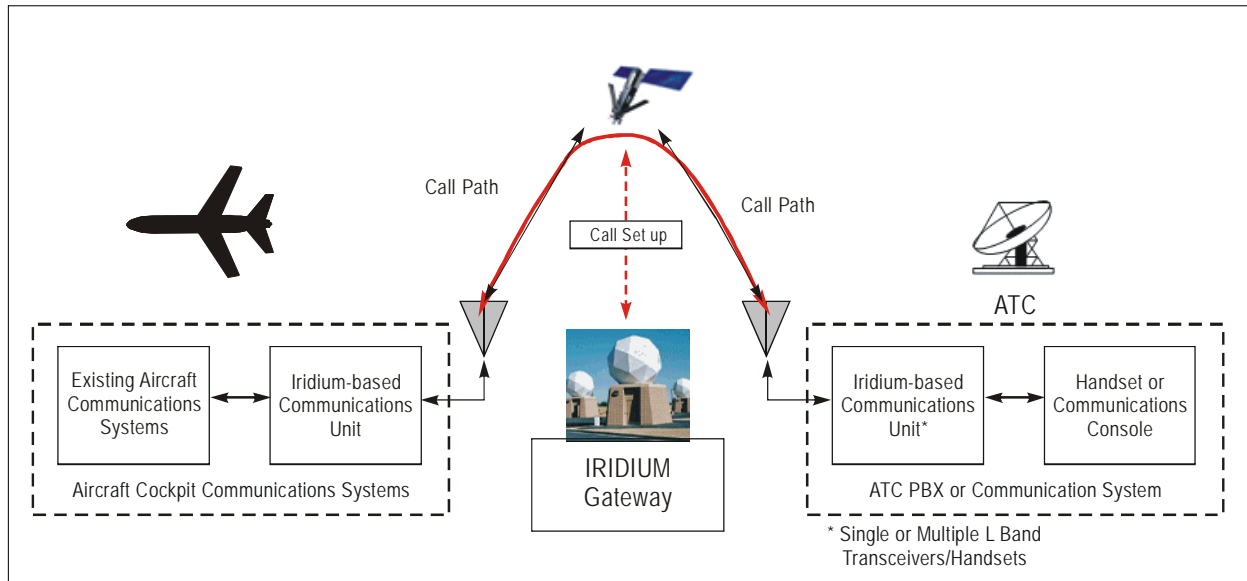 Call Path
Call Path
Call Set up
ATC
Existing Aircraft
Communications
Systems
Iridium-based
Communications
Unit
Aircraft Cockpit Communications Systems
IRIDIUM
Gateway
Iridium-based
Communications
Unit*
Handset or
Communications
Console
ATC PBX or Communication System
* Single or Multiple L Band
Transceivers/Handsets